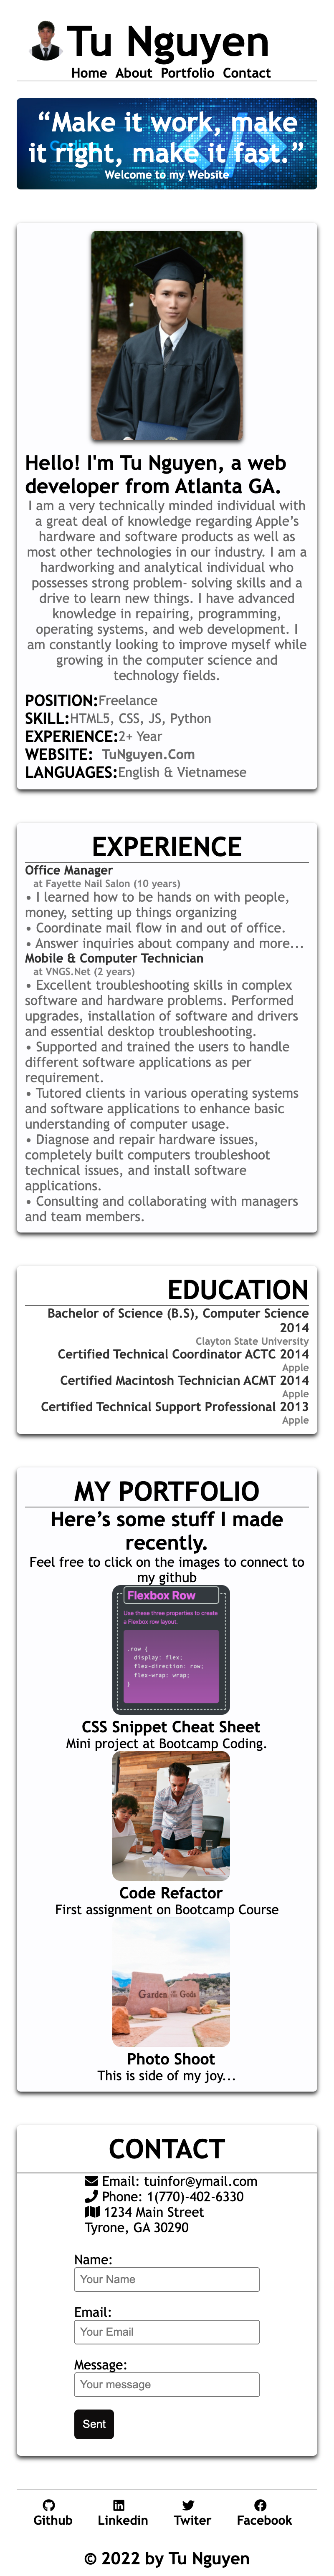 Tu Nguyen
Home About Portfolio Contact
“Make it work, make
it right, make it fast.”
Welcome to my Website
Hello! I'm Tu Nguyen, a web
developer from Atlanta GA.
I am a very technically minded individual with
a great deal of knowledge regarding Apple’s
hardware and software products as well as
most other technologies in our industry. I am a
hardworking and analytical individual who
possesses strong problem- solving skills and a
drive to learn new things. I have advanced
knowledge in repairing, programming,
operating systems, and web development. I
am constantly looking to improve myself while
growing in the computer science and
technology fields.
POSITION:Freelance
SKILL:HTML5, CSS, JS, Python
EXPERIENCE:2+ Year
WEBSITE: TuNguyen.Com
LANGUAGES:English & Vietnamese
EXPERIENCE
Office Manager
at Fayette Nail Salon (10 years)
• I learned how to be hands on with people,
money, setting up things organizing
• Coordinate mail flow in and out of office.
• Answer inquiries about company and more...
Mobile & Computer Technician
at VNGS.Net (2 years)
• Excellent troubleshooting skills in complex
software and hardware problems. Performed
upgrades, installation of software and drivers
and essential desktop troubleshooting.
• Supported and trained the users to handle
different software applications as per
requirement.
• Tutored clients in various operating systems
and software applications to enhance basic
understanding of computer usage.
• Diagnose and repair hardware issues,
completely built computers troubleshoot
technical issues, and install software
applications.
• Consulting and collaborating with managers
and team members.
EDUCATION
Bachelor of Science (B.S), Computer Science
2014
Clayton State University
Certified Technical Coordinator ACTC 2014
Apple
Certified Macintosh Technician ACMT 2014
Apple
Certified Technical Support Professional 2013
Apple
MY PORTFOLIO
Here’s some stuff I made
recently.
Feel free to click on the images to connect to
my github
Flexbox Row
Use these three properties to create
a Flexbox row layout.
.row {
display: flex;
flex-direction: row;
flex-wrap: wrap;
}
CSS Snippet Cheat Sheet
Mini project at Bootcamp Coding.
Code Refactor
First assignment on Bootcamp Course
Garden of the Gods
Photo Shoot
This is side of my joy...
CONTACT
Email: tuinfor@ymail.com
Phone: 1(770)-402-6330
1234 Main Street
Tyrone, GA 30290
Name:
Your Name
Email:
Your Email
Message:
Your message
Sent
Github Linkedin Twiter Facebook
© 2022 by Tu Nguyen